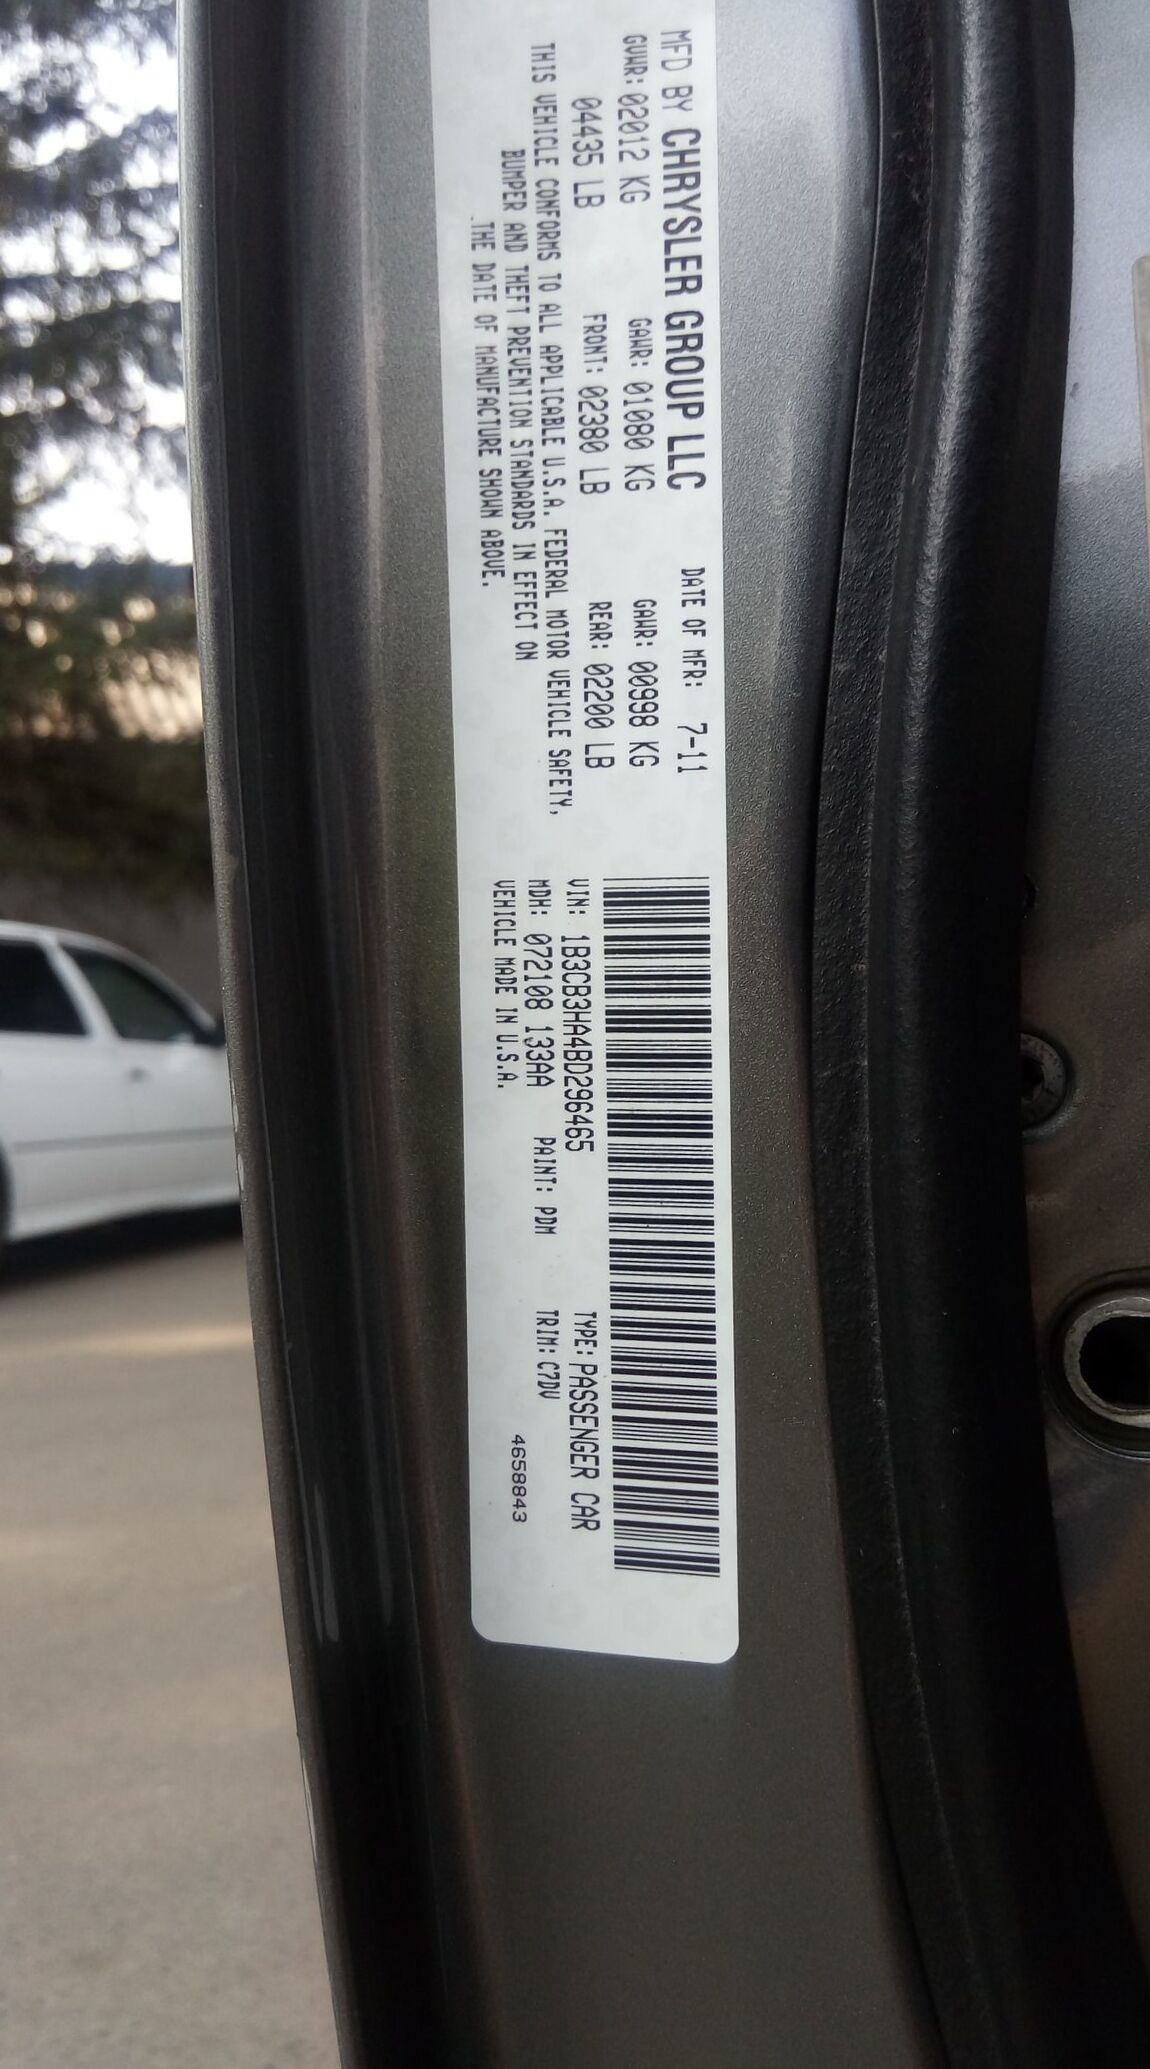 MFD BY CHRYSLER GROUP LLC DATE OF MFR: 7-11
GVWR: 02012 KG GAWR: 01080 KG GAWR: 00998 KG
04435 LB FRONT: 02380 LB REAR: 02200 LB
THIS VEHICLE CONFORMS TO ALL APPLICABLE U.S.A. FEDERAL MOTOR VEHICLE SAFETY,
BUMPER AND THEFT PREVENTION STANDARDS IN EFFECT ON
THE DATE OF MANUFACTURE SHOWN ABOVE.
VIN: 1B3CB3HA4BD296465 TYPE: PASSENGER CAR
MDH: 072108 133AA PAINT: PDM TRIM: C7DV
VEHICLE MADE IN U.S.A. 4658843